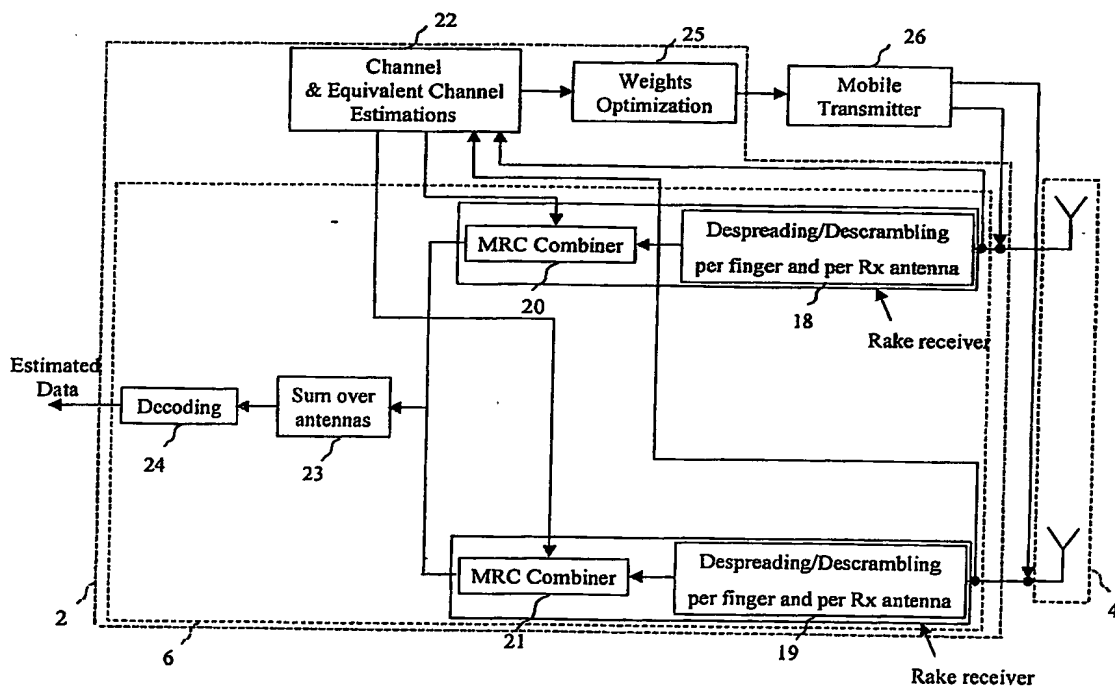 22
25
26
Channel
& Equivalent Channel
Estimations
Weights
Optimization
Mobile
Transmitter
MRC Combiner
Despreading/Descrambling
per finger and per Rx antenna
20
18
Rake receiver
Estimated
Data
Decoding
Sum over
antennas
24
23
MRC Combiner
Despreading/Descrambling
per finger and per Rx antenna
2
6
21
19
4
Rake receiver